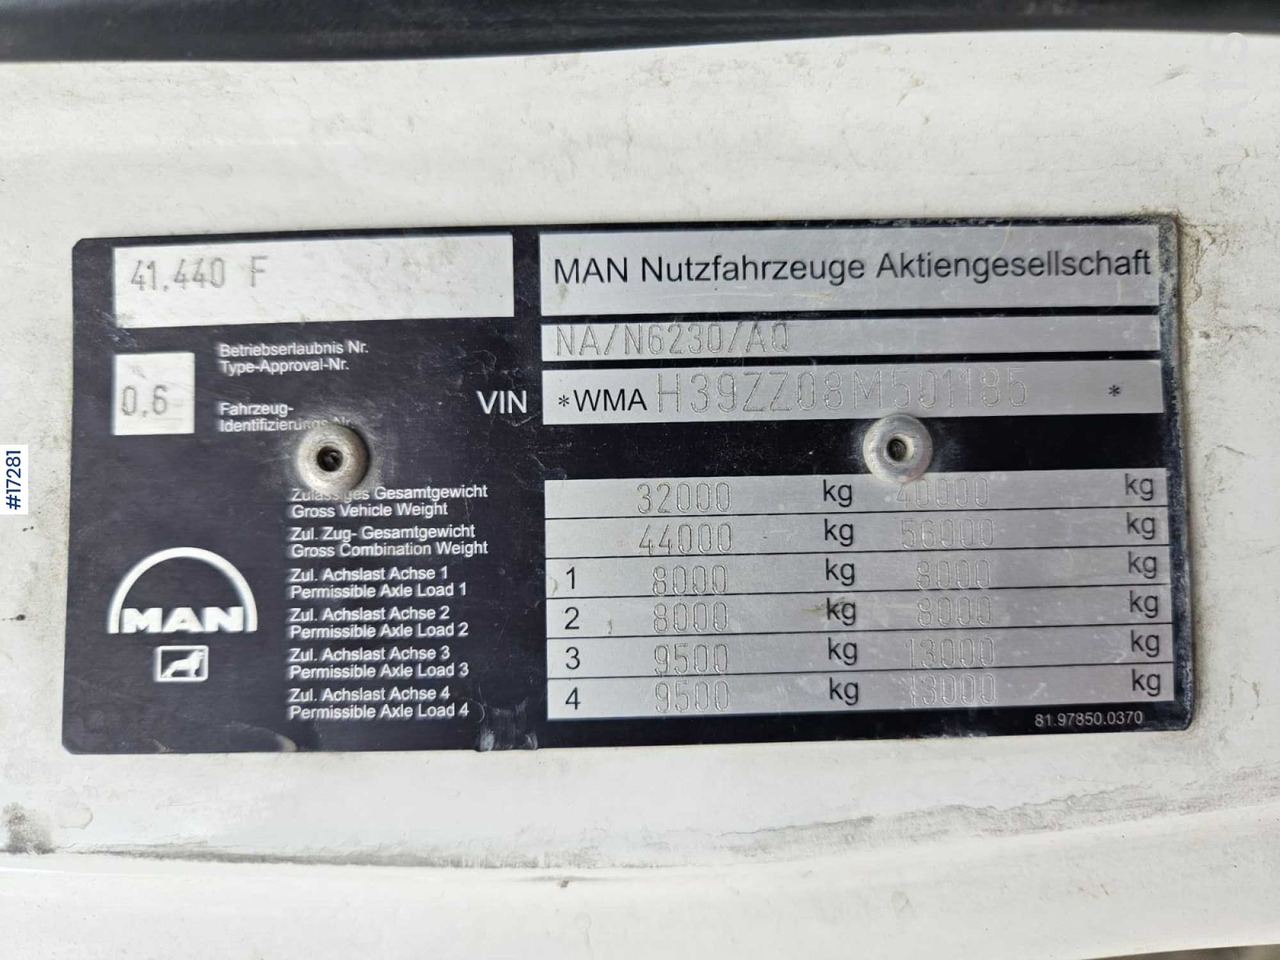 41.440 F
MAN Nutzfahrzeuge Aktiengesellschaft
NA/N6230/AQ
Betriebserlaubnis Nr.
Type-Approval-Nr.
0,6
Fahrzeug-
Identifizierungs Nr.
VIN *WMA H39ZZ08M501185 *
Zulässiges Gesamtgewicht
Gross Vehicle Weight
32000 kg 40000 kg
Zul. Zug- Gesamtgewicht
Gross Combination Weight
44000 kg 56000 kg
Zul. Achslast Achse 1
Permissible Axle Load 1
1 8000 kg 8000 kg
Zul. Achslast Achse 2
Permissible Axle Load 2
2 8000 kg 8000 kg
Zul. Achslast Achse 3
Permissible Axle Load 3
3 9500 kg 13000 kg
Zul. Achslast Achse 4
Permissible Axle Load 4
4 9500 kg 13000 kg
MAN
81.97850.0370
#17281